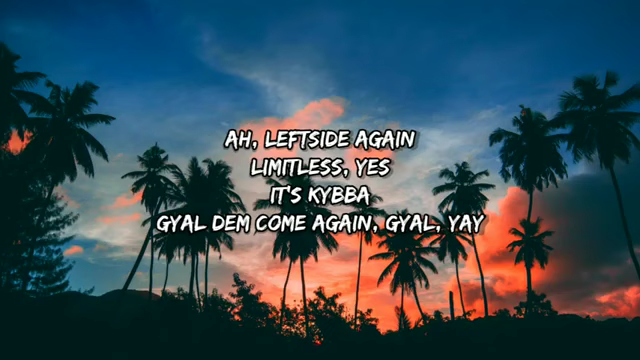 AH, LEFTSIDE AGAIN
LIMITLESS, YES
IT'S KYBBA
GYAL DEM COME AGAIN, GYAL, YAY